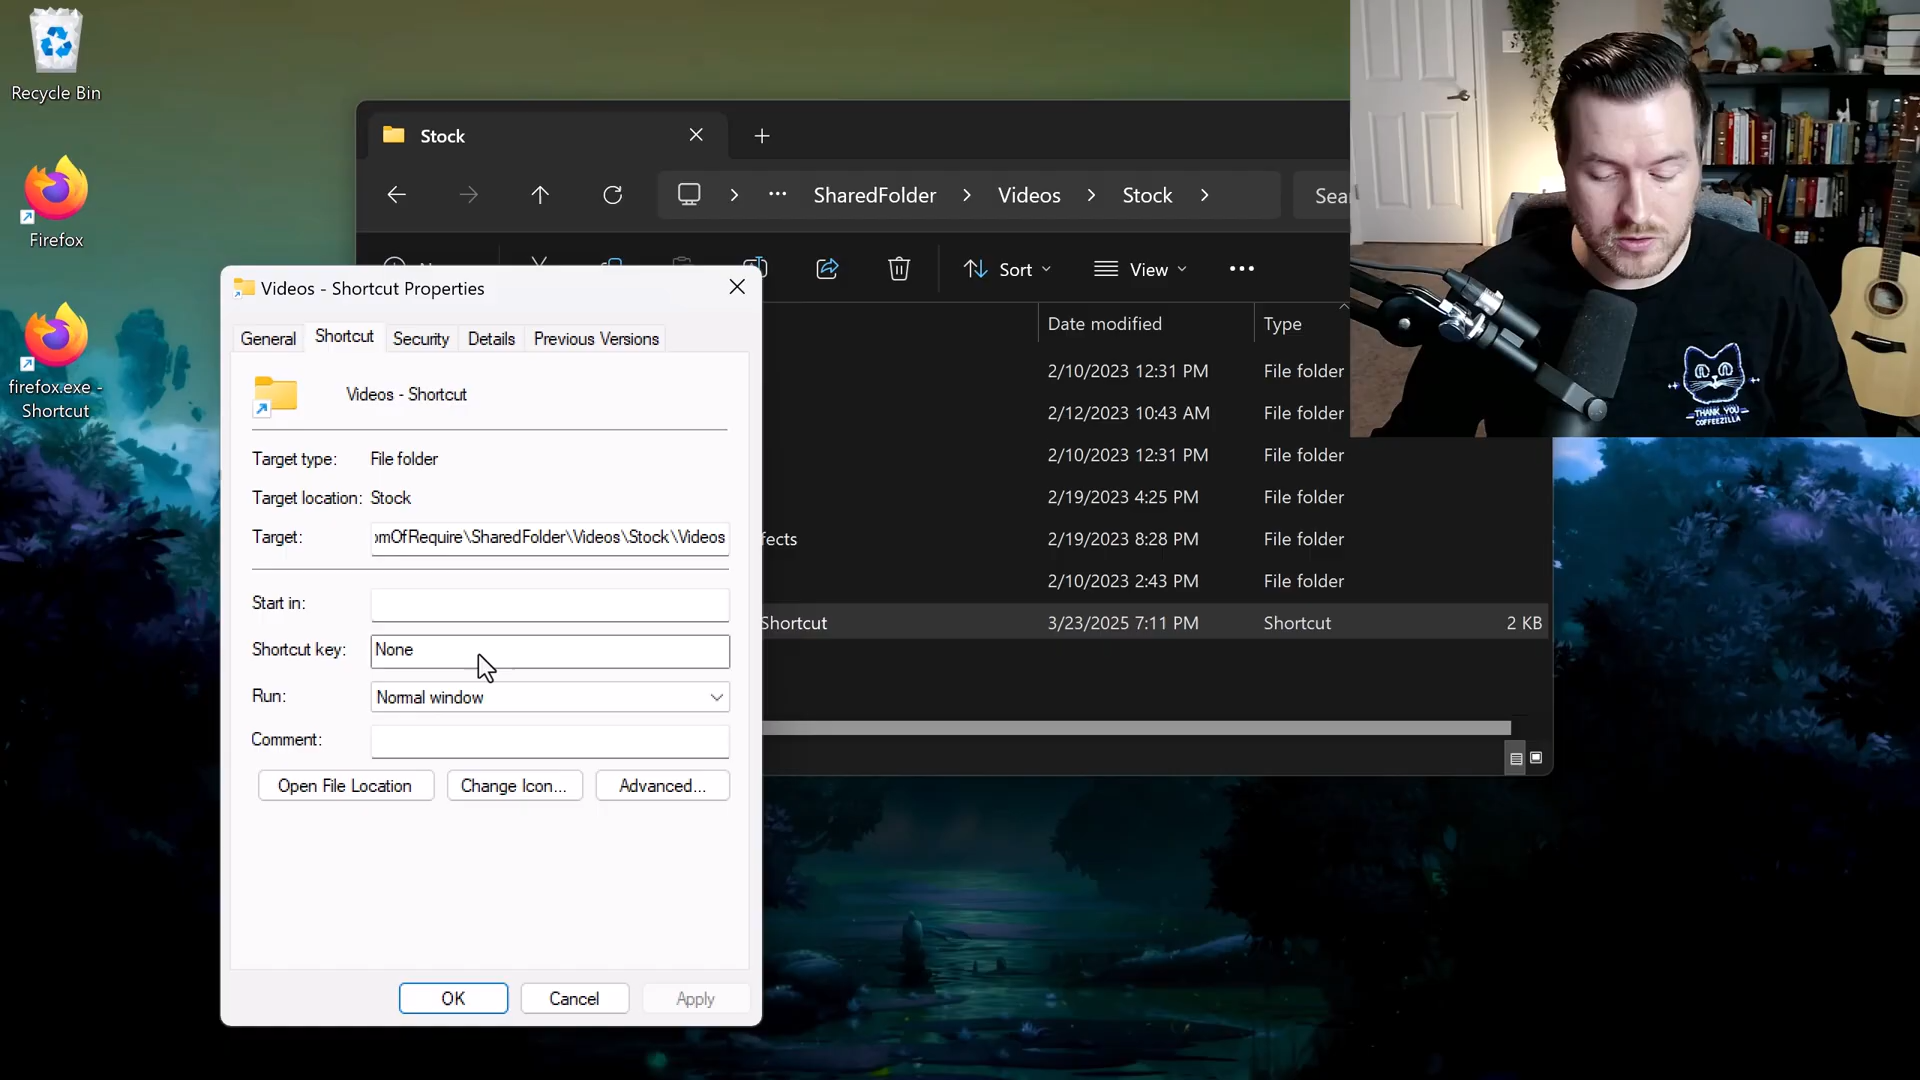 Recycle Bin
Firefox
firefox.exe -
Shortcut
Stock
SharedFolder
Videos
Stock
Sort
View
Date modified
Type
2/10/2023 12:31 PM
File folder
2/12/2023 10:43 AM
File folder
2/10/2023 12:31 PM
File folder
2/19/2023 4:25 PM
File folder
fects
2/19/2023 8:28 PM
File folder
2/10/2023 2:43 PM
File folder
Shortcut
3/23/2025 7:11 PM
Shortcut
2 KB
Videos - Shortcut Properties
General
Shortcut
Security
Details
Previous Versions
Videos - Shortcut
Target type:
File folder
Target location:
Stock
Target:
omOfRequire\SharedFolder\Videos\Stock\Videos
Start in:
Shortcut key:
None
Run:
Normal window
Comment:
Open File Location
Change Icon...
Advanced...
OK
Cancel
Apply
THANK YOU
COFFEEZILLA